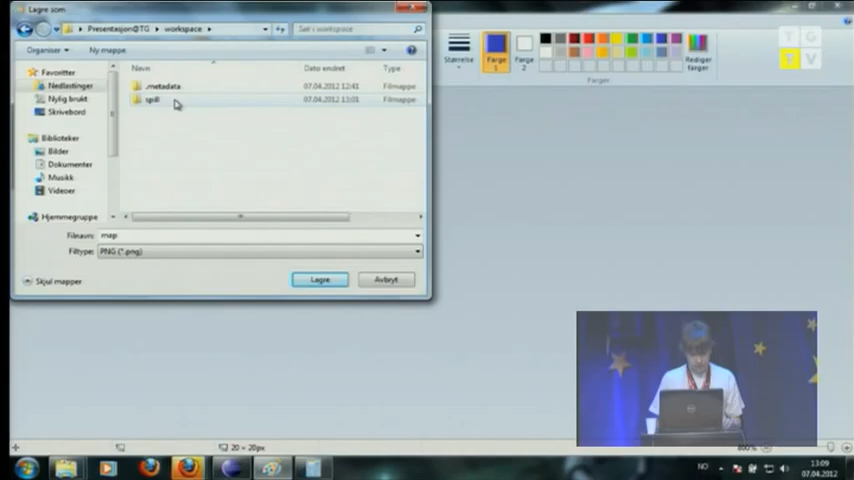 Lagre som
Presentasjon@TG ▸ workspace ▸
Søk i workspace
Organiser
Ny mappe
Navn
Dato endret
Type
.metadata
07.04.2012 12:41
Filmappe
spill
07.04.2012 13:01
Filmappe
Favoritter
Nedlastinger
Nylig brukt
Skrivebord
Biblioteker
Bilder
Dokumenter
Musikk
Videoer
Hjemmegruppe
Filnavn: map
Filtype: PNG (*.png)
Skjul mapper
Lagre
Avbryt
Størrelse
Farge
1
Farge
2
Rediger
farger
Farger
T G
T V
20 × 20px
800%
NO
13:09
07.04.2012